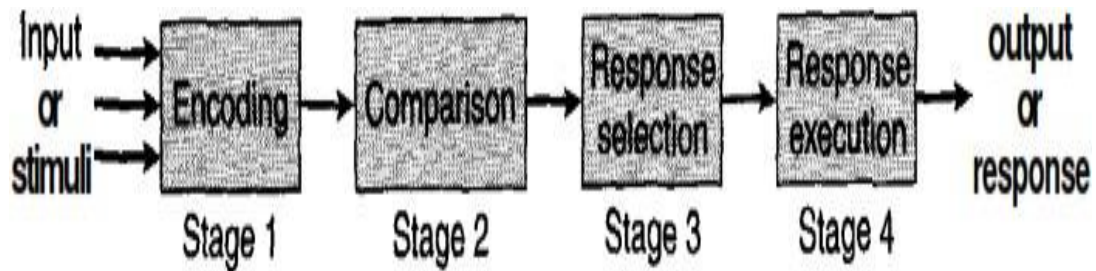 Input
or
stimuli
Encoding
Stage 1
Comparison
Stage 2
Response
selection
Stage 3
Response
execution
Stage 4
output
or
response